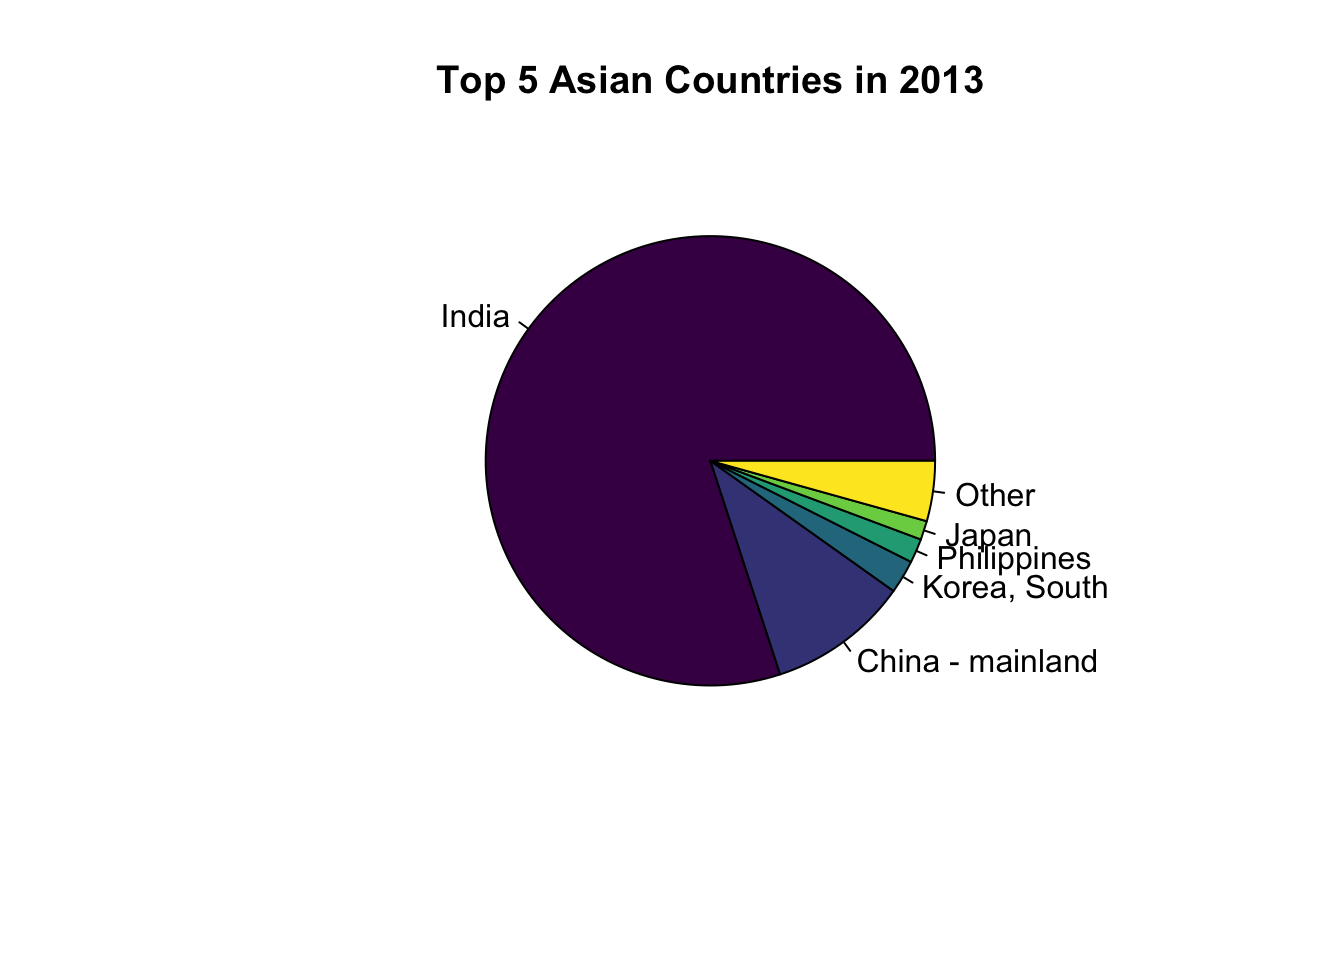 Top 5 Asian Countries in 2013
India
Other
Japan
Philippines
Korea, South
China - mainland